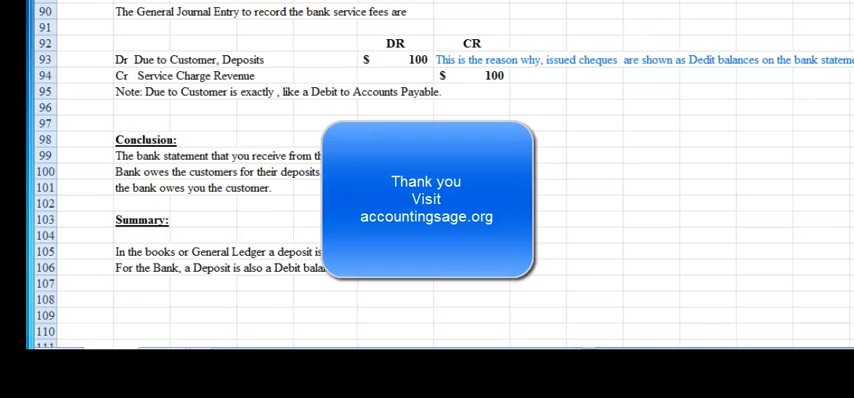 90 The General Journal Entry to record the bank service fees are
91
92 DR CR
93 Dr Due to Customer, Deposits $ 100 This is the reason why, issued cheques are shown as Dedit balances on the bank
94 Cr Service Charge Revenue $ 100
95 Note: Due to Customer is exactly , like a Debit to Accounts Payable.
96
97
98 Conclusion:
99 The bank statement that you receive from
100 Bank owes the customers for their deposits
101 the bank owes you the customer.
102
103 Summary:
104
105 In the books or General Ledger a deposit is
106 For the Bank, a Deposit is also a Debit
107
108
109
110
Thank you
Visit
accountingsage.org